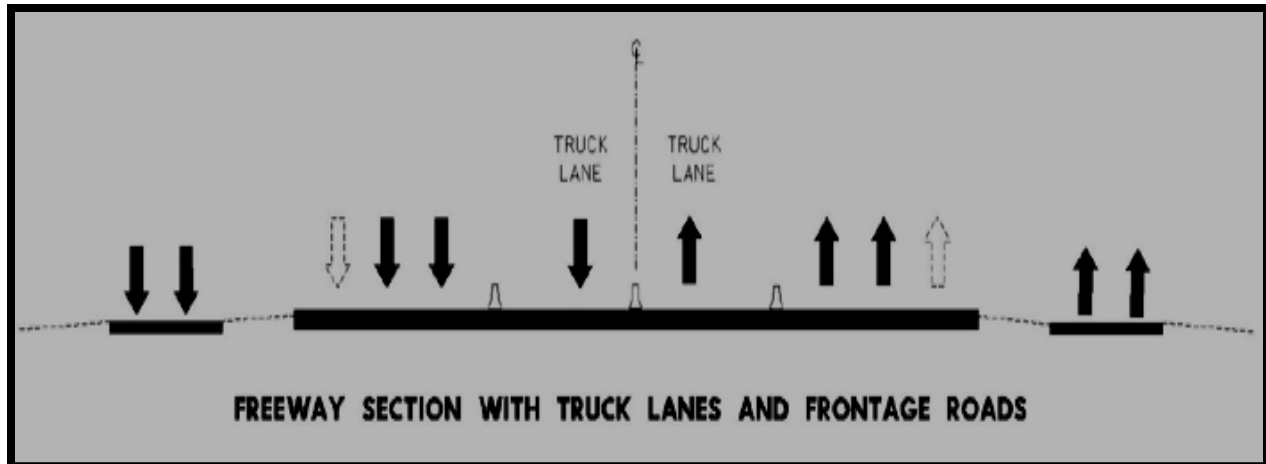 ℄
TRUCK
LANE
TRUCK
LANE
FREEWAY SECTION WITH TRUCK LANES AND FRONTAGE ROADS